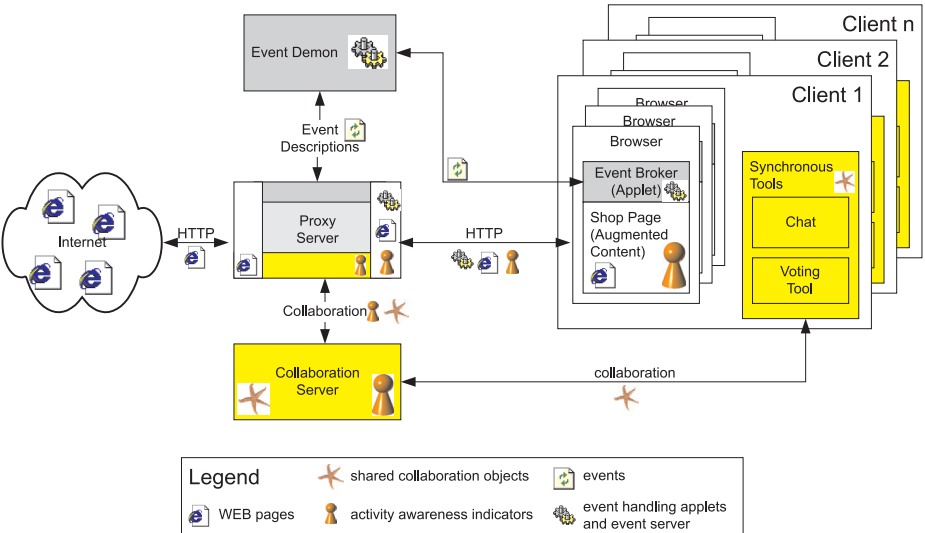 Client n
Client 2
Client 1
Event Demon
Event
Descriptions
Browser
Browser
Browser
Event Broker
(Applet)
Shop Page
(Augmented
Content)
Synchronous
Tools
Chat
Voting
Tool
Internet
HTTP
Proxy
Server
HTTP
Collaboration
Collaboration
Server
collaboration
Legend
shared collaboration objects
events
WEB pages
activity awareness indicators
event handling applets
and event server